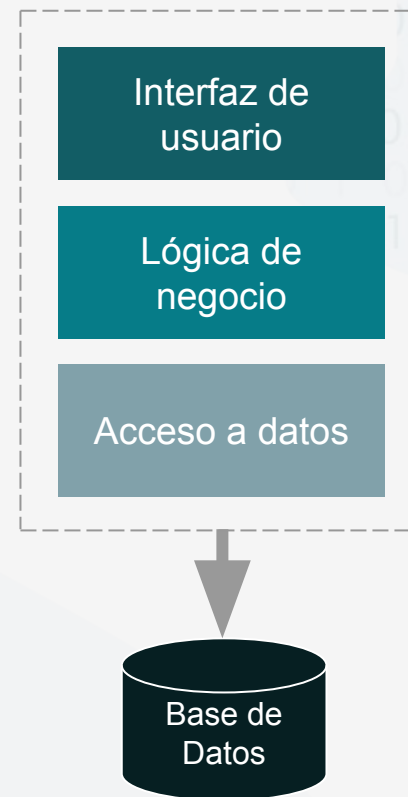 Interfaz de
usuario
Lógica de
negocio
Acceso a datos
Base de
Datos